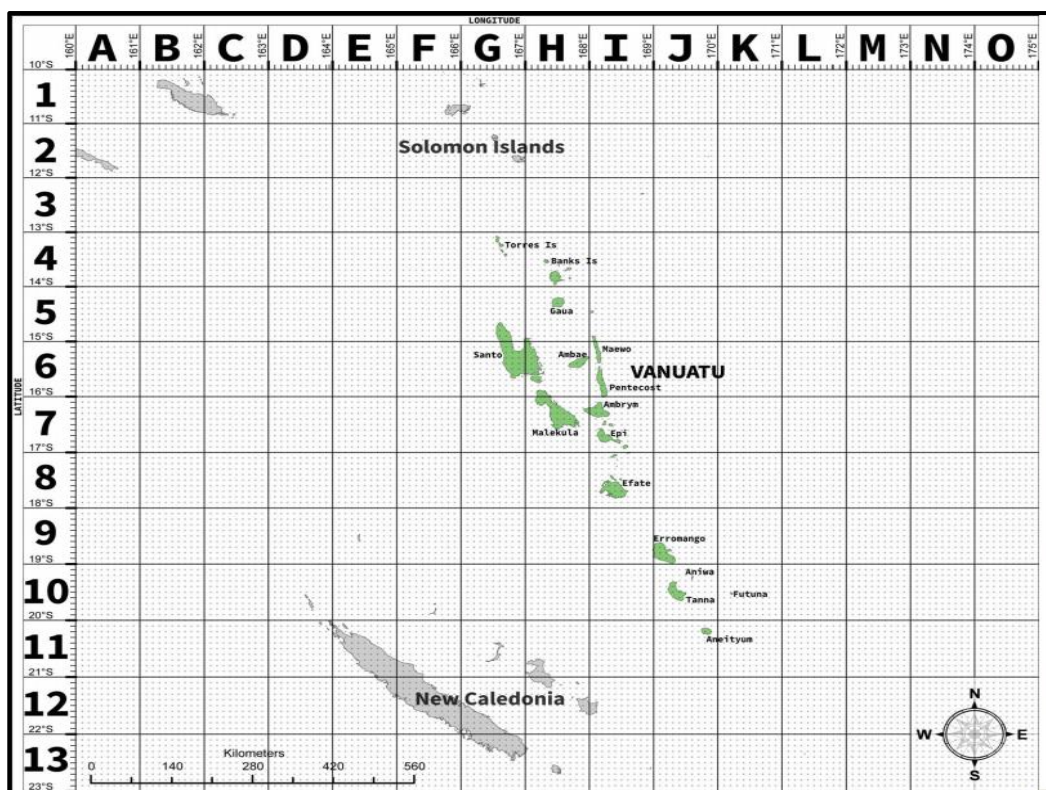 LONGITUDE
160°E A 161°E B 162°E C 163°E D 164°E E 165°E F 166°E G 167°E H 168°E I 169°E J 170°E K 171°E L 172°E M 173°E N 174°E O 175°E
10°S
1
11°S
2
Solomon Islands
12°S
3
13°S
4
Torres Is
Banks Is
14°S
5
Gaua
15°S
Maewo
Santo
Ambae
6
VANUATU
Pentecost
LATITUDE
16°S
Ambrym
7
Malekula
Epi
17°S
8
Efate
18°S
9
Erromango
19°S
Aniwa
10
Futuna
Tanna
20°S
11
Aneityum
21°S
12
New Caledonia
N
22°S
W E
13
Kilometers
0 140 280 420 560
S
23°S